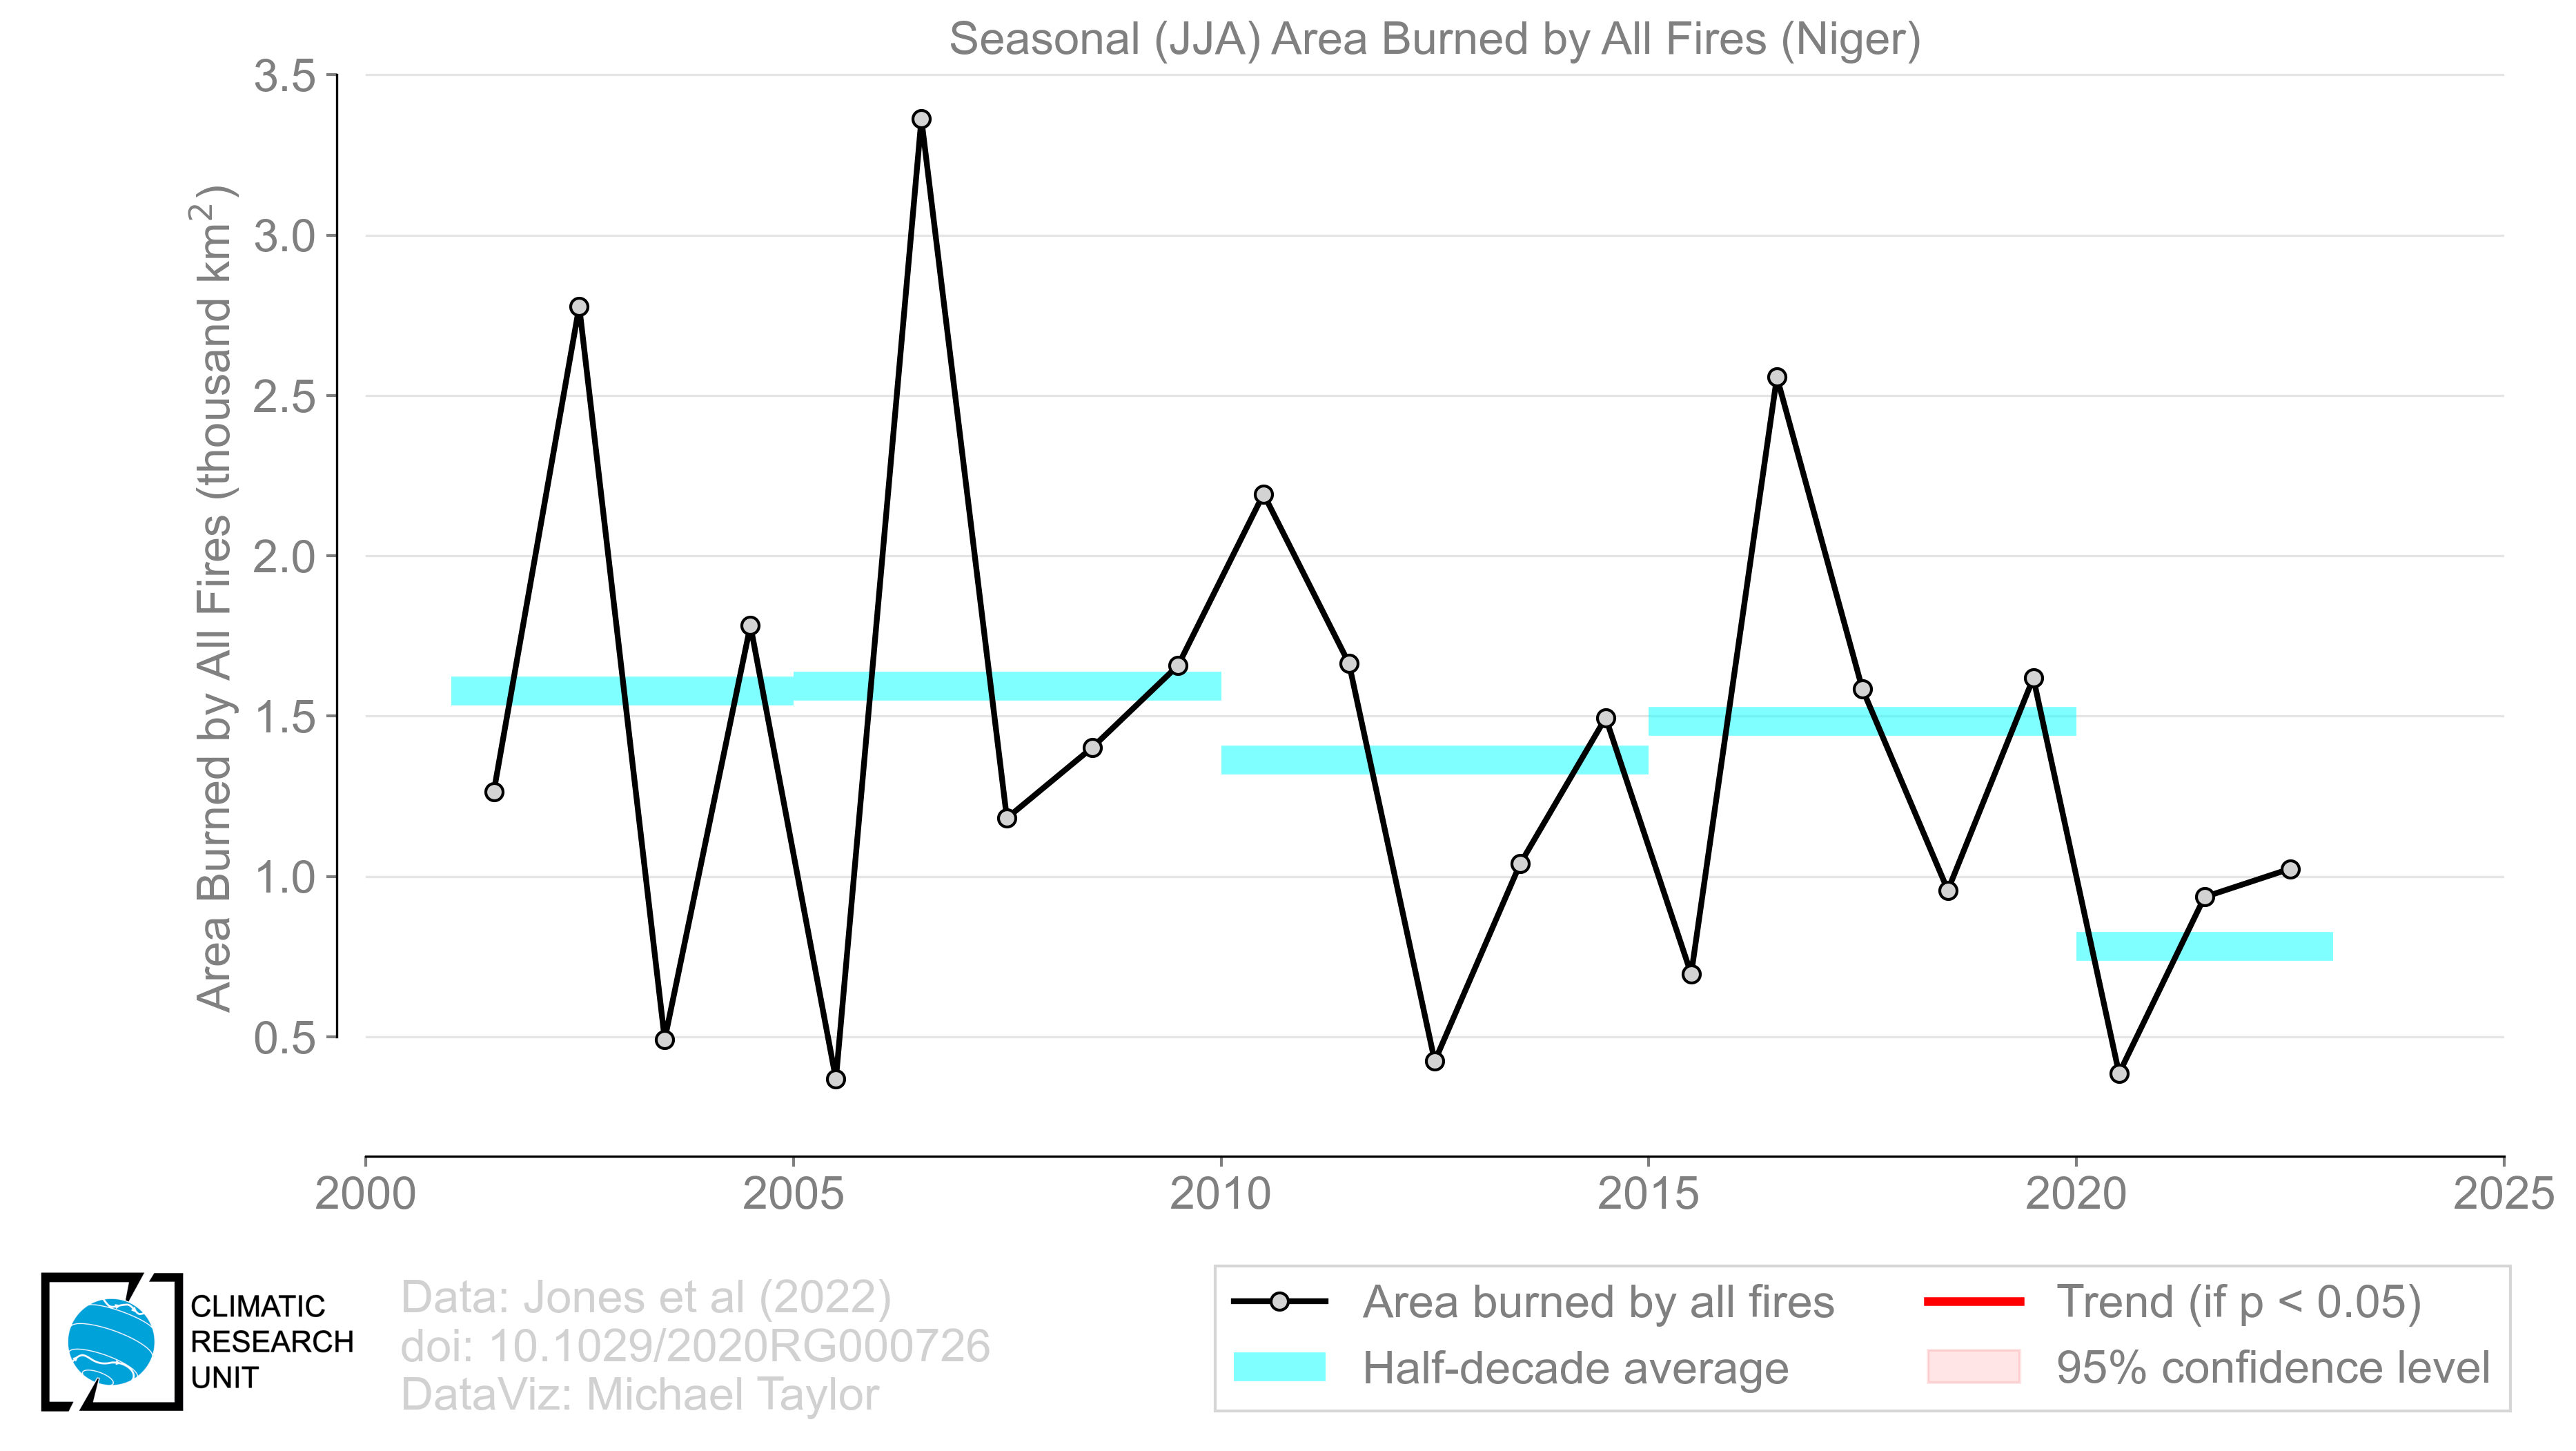 Seasonal (JJA) Area Burned by All Fires (Niger)
Area Burned by All Fires (thousand km²)
3.5
3.0
2.5
2.0
1.5
1.0
0.5
2000 2005 2010 2015 2020 2025
CLIMATIC
RESEARCH
UNIT
Data: Jones et al (2022)
doi: 10.1029/2020RG000726
DataViz: Michael Taylor
Area burned by all fires
Half-decade average
Trend (if p < 0.05)
95% confidence level